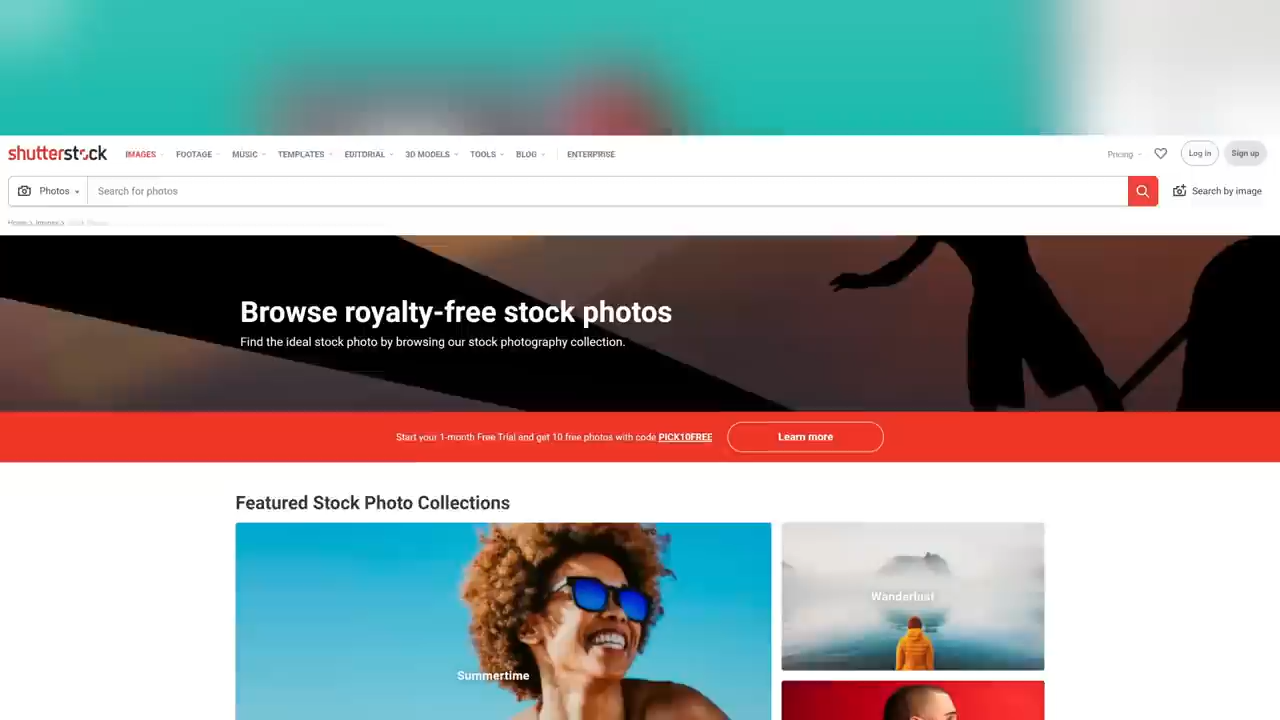 shutterstock IMAGES FOOTAGE MUSIC TEMPLATES EDITORIAL 3D MODELS TOOLS BLOG ENTERPRISE Pricing Log in Sign up
Photos Search for photos Search by image
Home > Images >
Browse royalty-free stock photos
Find the ideal stock photo by browsing our stock photography collection.
Start your 1-month Free Trial and get 10 free photos with code PICK10FREE Learn more
Featured Stock Photo Collections
Wanderlust
Summertime